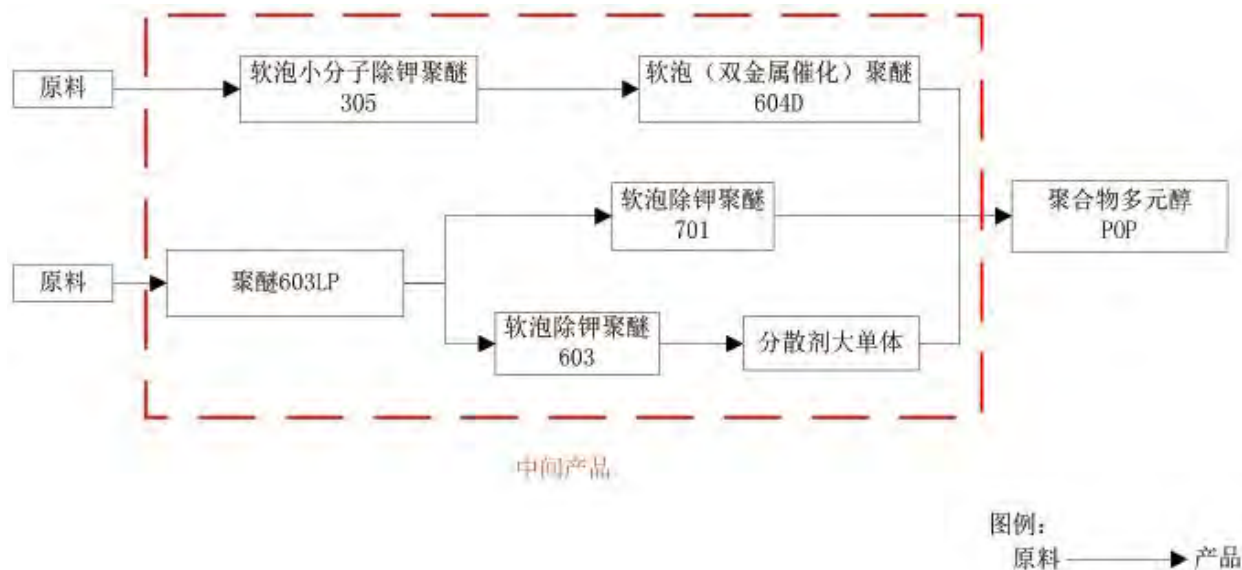 原料
软泡小分子除钾聚醚
305
软泡（双金属催化）聚醚
604D
软泡除钾聚醚
701
聚合物多元醇
POP
原料
聚醚603LP
软泡除钾聚醚
603
分散剂大单体
中间产品
图例：
原料
产品